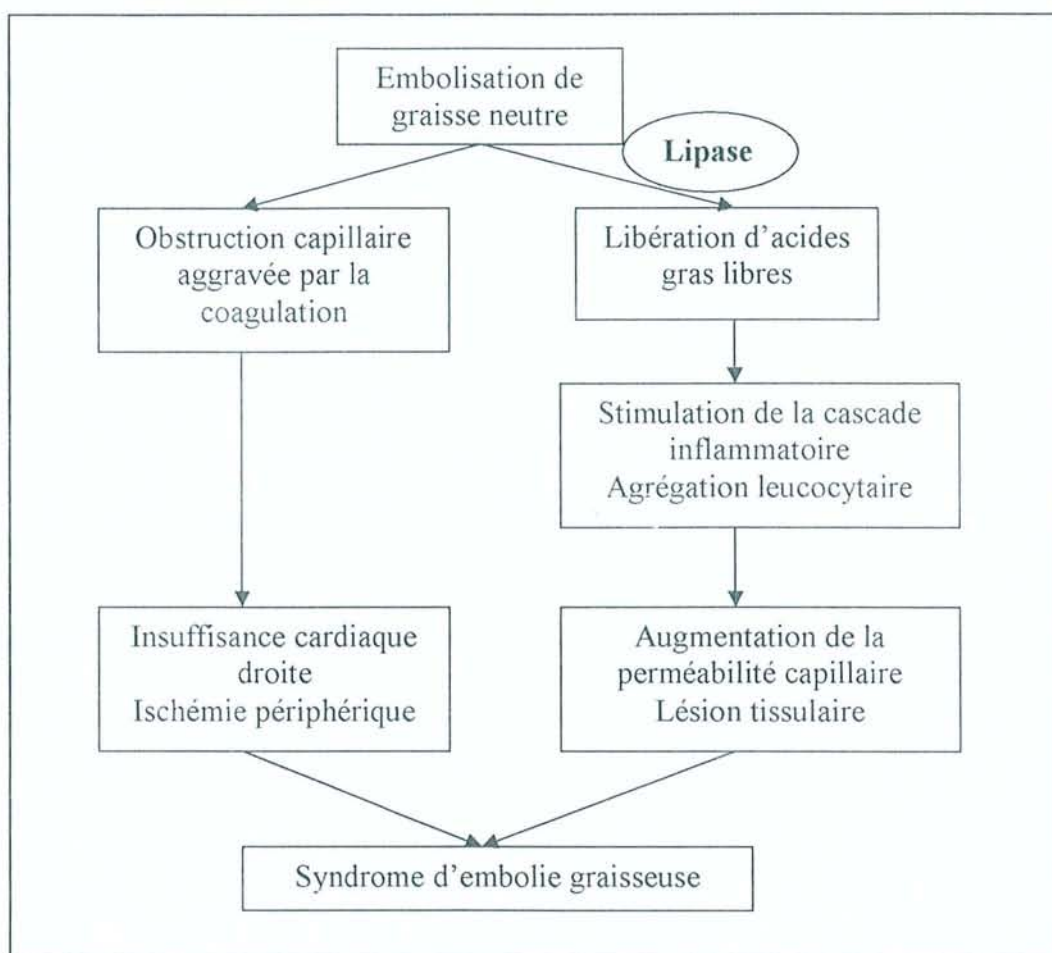 Embolisation de
graisse neutre
Lipase
Obstruction capillaire
aggravée par la
coagulation
Libération d'acides
gras libres
Stimulation de la cascade
inflammatoire
Agrégation leucocytaire
Insuffisance cardiaque
droite
Ischémie périphérique
Augmentation de la
perméabilité capillaire
Lésion tissulaire
Syndrome d'embolie graisseuse